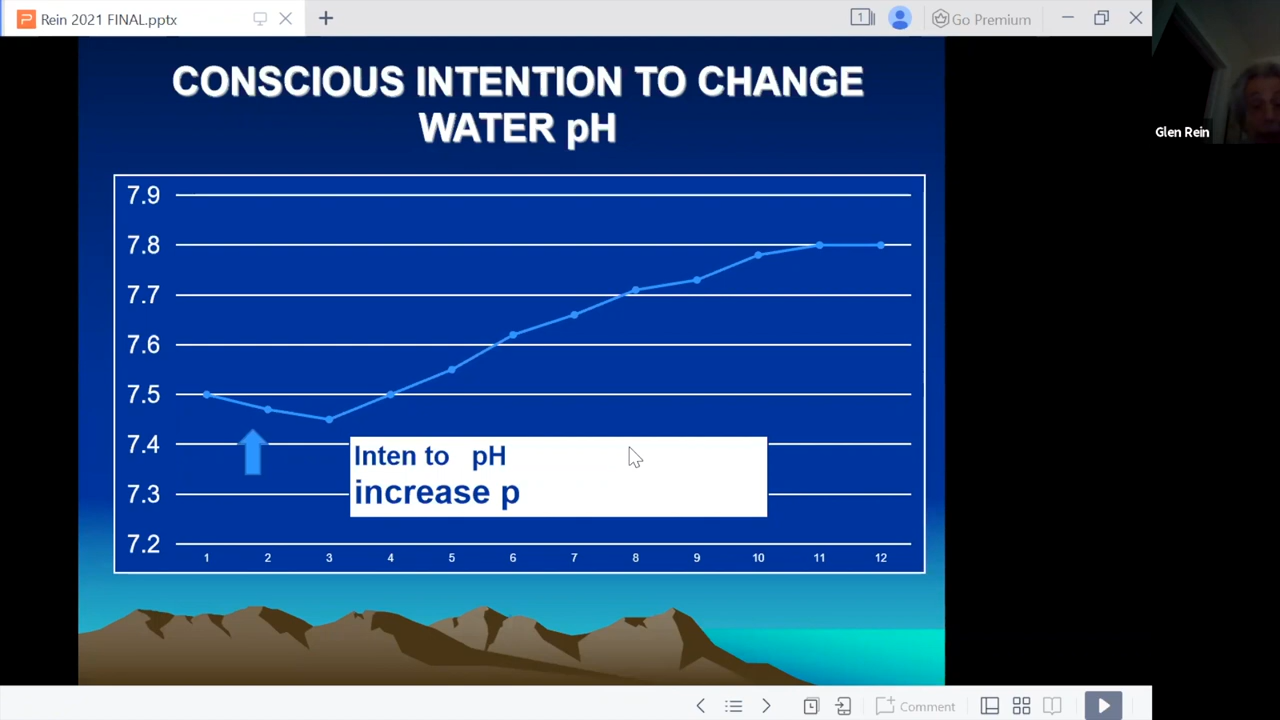 Rein 2021 FINAL.pptx
1
Go Premium
CONSCIOUS INTENTION TO CHANGE
WATER pH
Glen Rein
7.9
7.8
7.7
7.6
7.5
7.4
7.3
7.2
Inten to pH
increase p
1 2 3 4 5 6 7 8 9 10 11 12
Comment